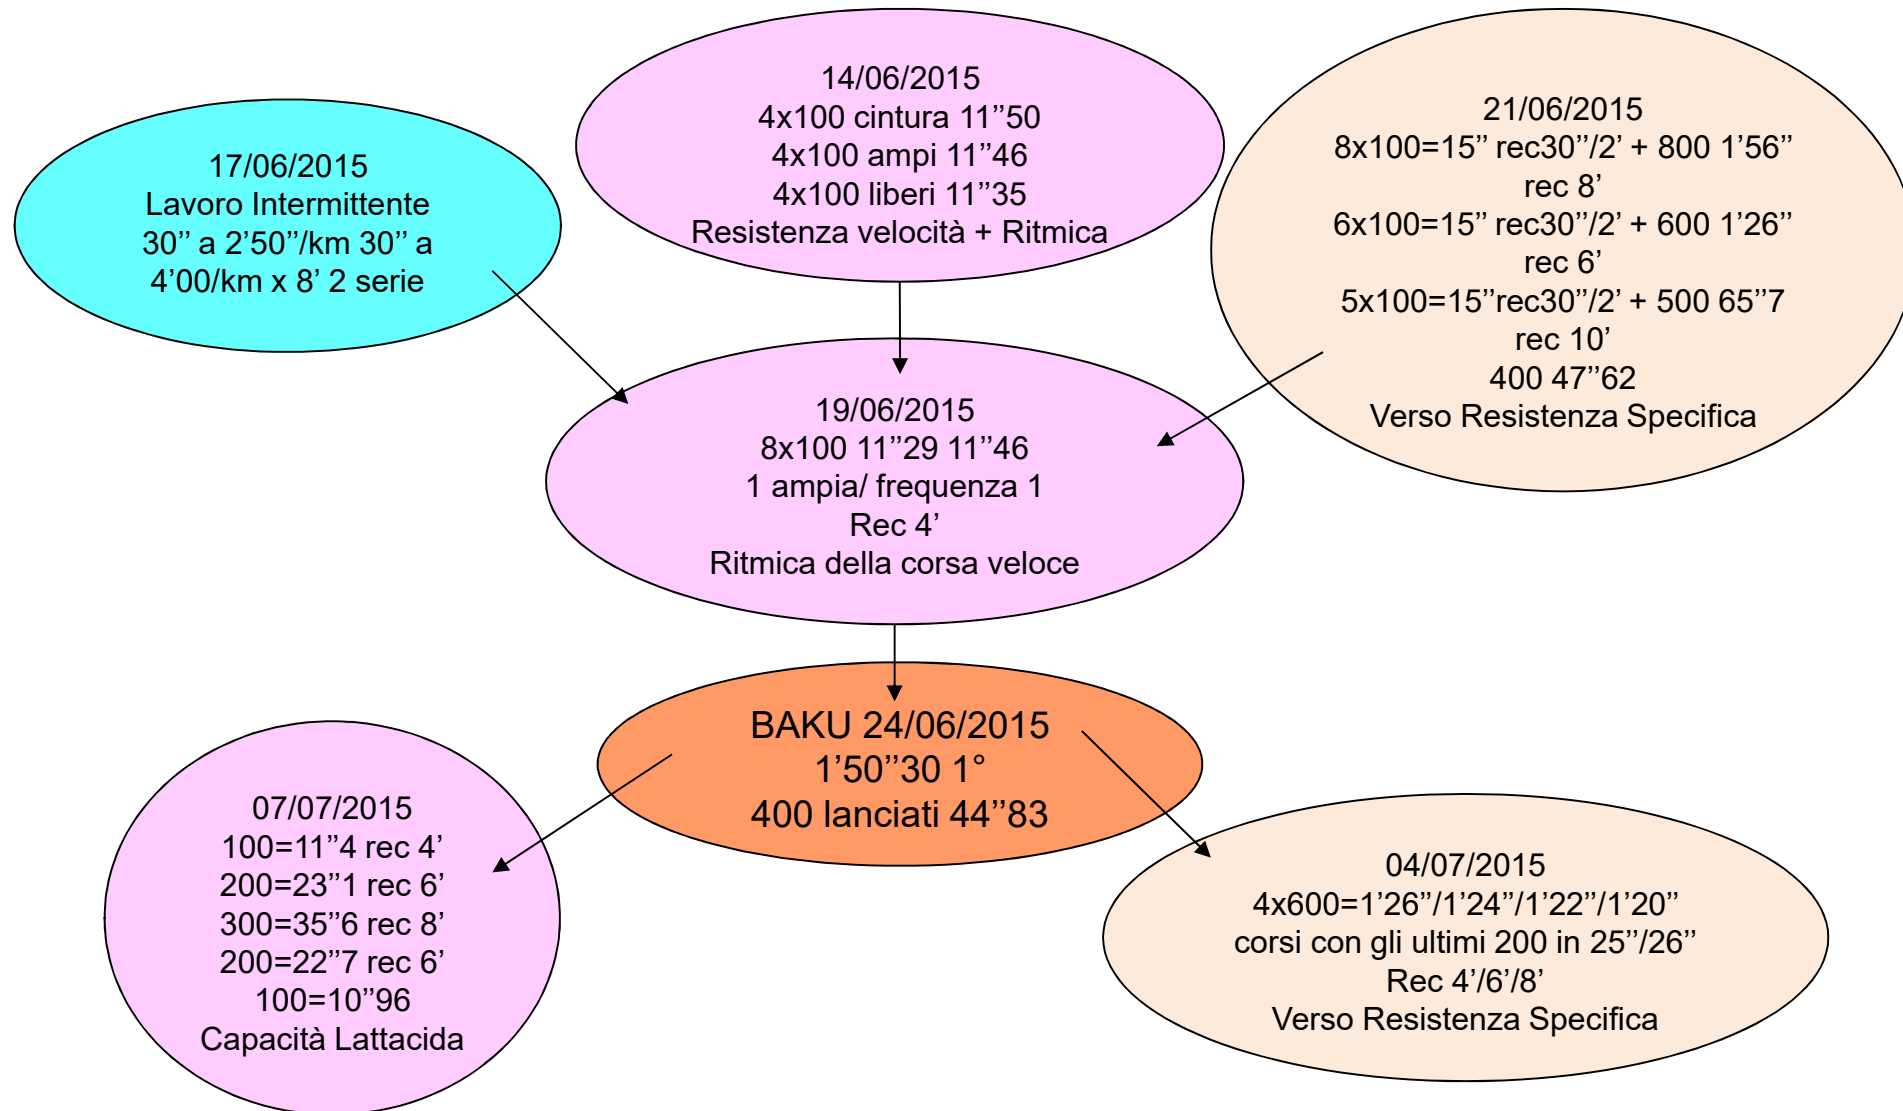 14/06/2015
4x100 cintura 11’’50
4x100 ampi 11’’46
4x100 liberi 11’’35
Resistenza velocità + Ritmica
17/06/2015
Lavoro Intermittente
30’’ a 2’50’’/km 30’’ a
4’00/km x 8’ 2 serie
21/06/2015
8x100=15’’ rec30’’/2’ + 800 1’56’’
rec 8’
6x100=15’’ rec30’’/2’ + 600 1’26’’
rec 6’
5x100=15’’rec30’’/2’ + 500 65’’7
rec 10’
400 47’’62
Verso Resistenza Specifica
19/06/2015
8x100 11’’29 11’’46
1 ampia/ frequenza 1
Rec 4’
Ritmica della corsa veloce
BAKU 24/06/2015
1’50’’30 1°
400 lanciati 44’’83
07/07/2015
100=11’’4 rec 4’
200=23’’1 rec 6’
300=35’’6 rec 8’
200=22’’7 rec 6’
100=10’’96
Capacità Lattacida
04/07/2015
4x600=1’26’’/1’24’’/1’22’’/1’20’’
corsi con gli ultimi 200 in 25’’/26’’
Rec 4’/6’/8’
Verso Resistenza Specifica